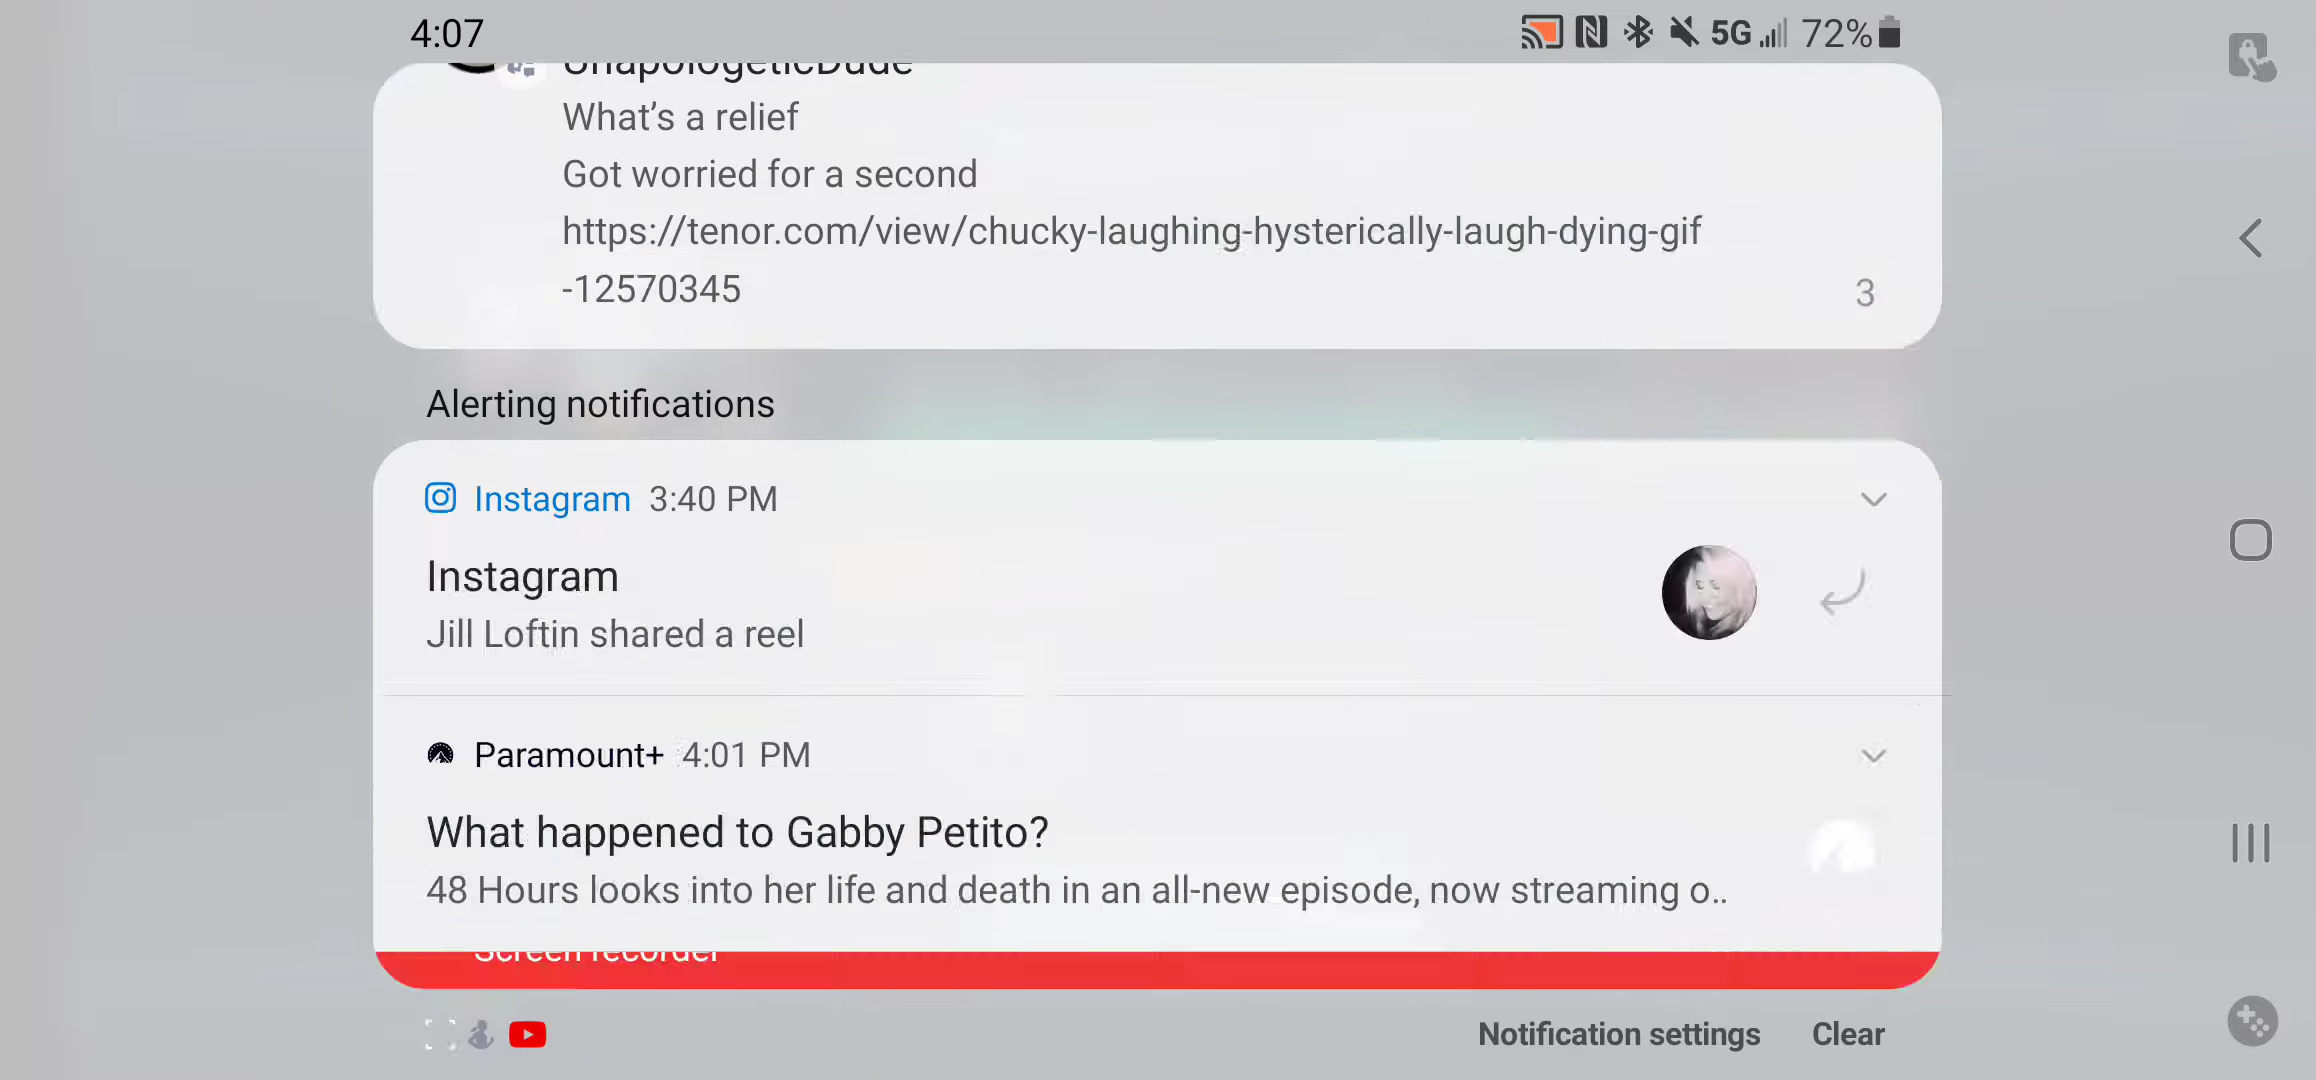 4:07
5G 72%
UnapologeticDude
What's a relief
Got worried for a second
https://tenor.com/view/chucky-laughing-hysterically-laugh-dying-gif
-12570345
3
Alerting notifications
Instagram 3:40 PM
Instagram
Jill Loftin shared a reel
Paramount+ 4:01 PM
What happened to Gabby Petito?
48 Hours looks into her life and death in an all-new episode, now streaming o..
Screen recorder
Notification settings Clear